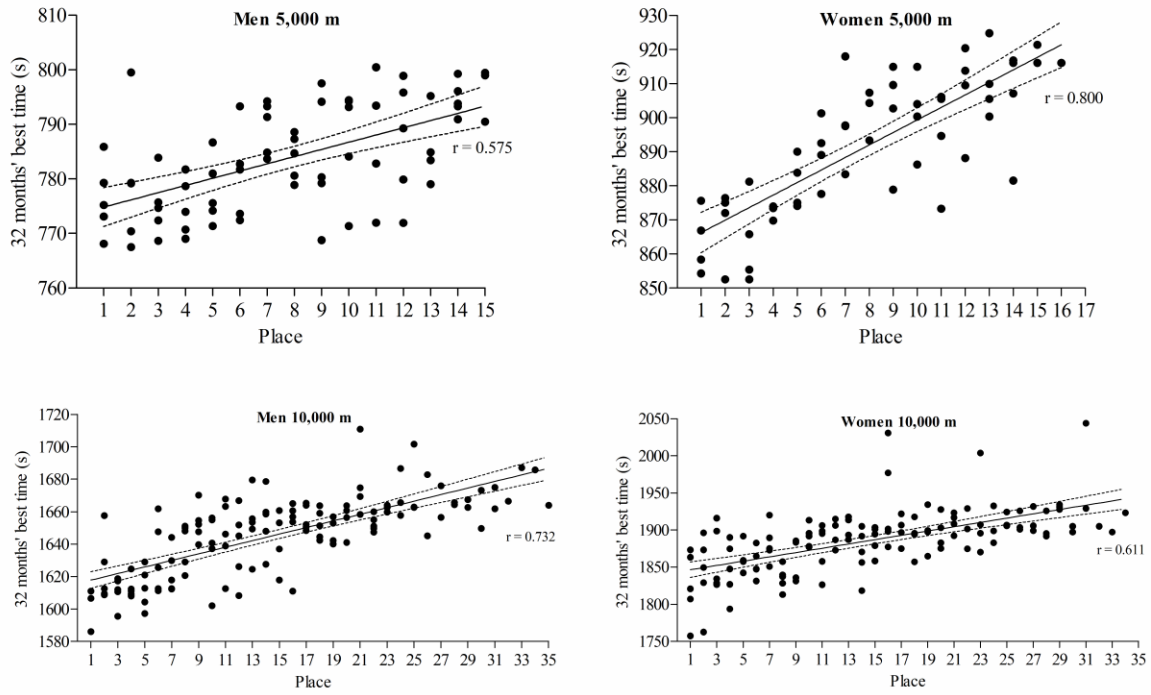 Men 5,000 m
32 months' best time (s)
810
800
790
780
770
760
r = 0.575
1 2 3 4 5 6 7 8 9 10 11 12 13 14 15
Place
Women 5,000 m
32 months' best time (s)
930
920
910
900
890
880
870
860
850
r = 0.800
1 2 3 4 5 6 7 8 9 10 11 12 13 14 15 16 17
Place
Men 10,000 m
32 months' best time (s)
1720
1700
1680
1660
1640
1620
1600
1580
r = 0.732
1 3 5 7 9 11 13 15 17 19 21 23 25 27 29 31 33 35
Place
Women 10,000 m
32 months' best time (s)
2050
2000
1950
1900
1850
1800
1750
r = 0.611
1 3 5 7 9 11 13 15 17 19 21 23 25 27 29 31 33 35
Place